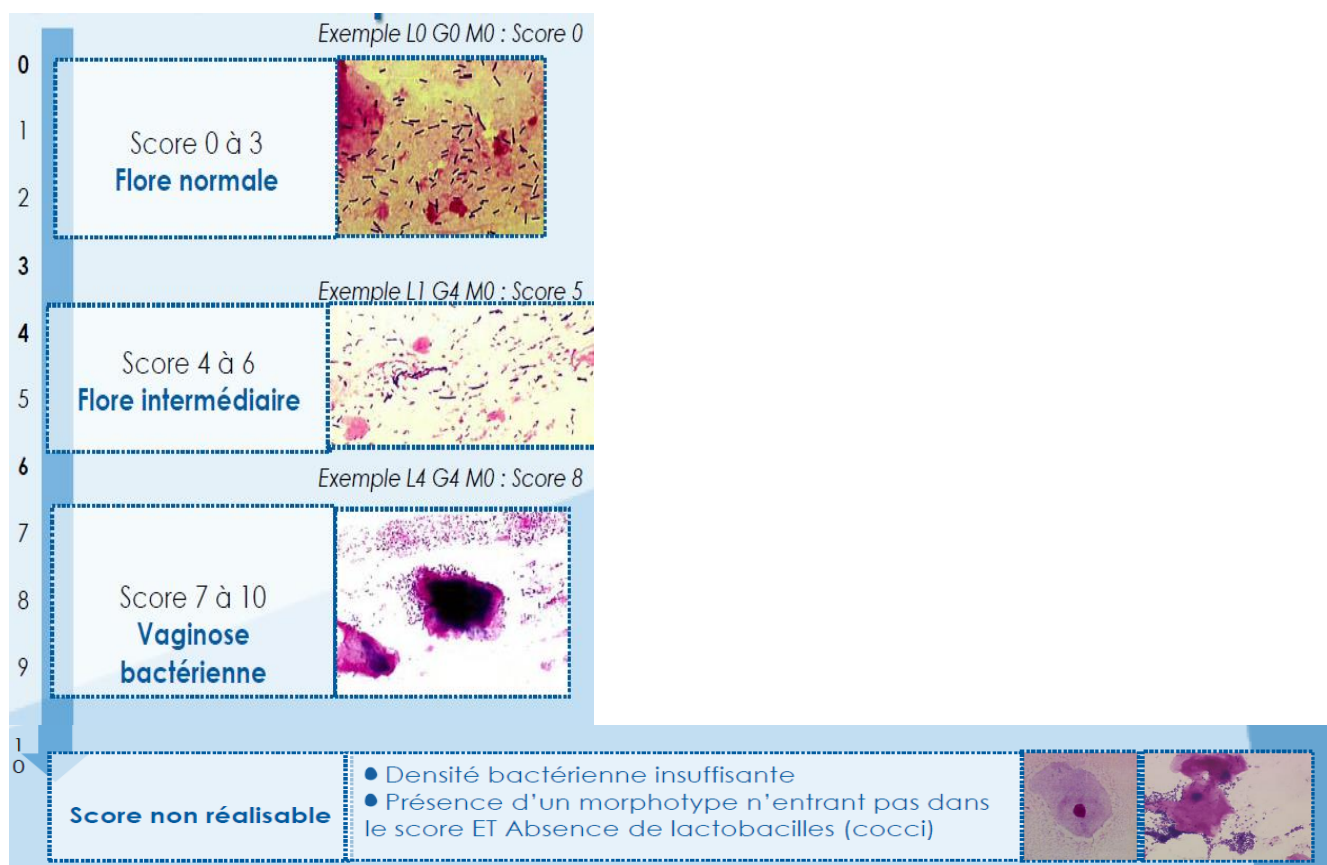 Exemple L0 G0 M0 : Score 0
0
1
Score 0 à 3
Flore normale
2
3
Exemple L1 G4 M0 : Score 5
4
Score 4 à 6
5
Flore intermédiaire
6
Exemple L4 G4 M0 : Score 8
7
8
Score 7 à 10
Vaginose
9
bactérienne
1
0
Score non réalisable
● Densité bactérienne insuffisante
● Présence d'un morphotype n'entrant pas dans
le score ET Absence de lactobacilles (cocci)